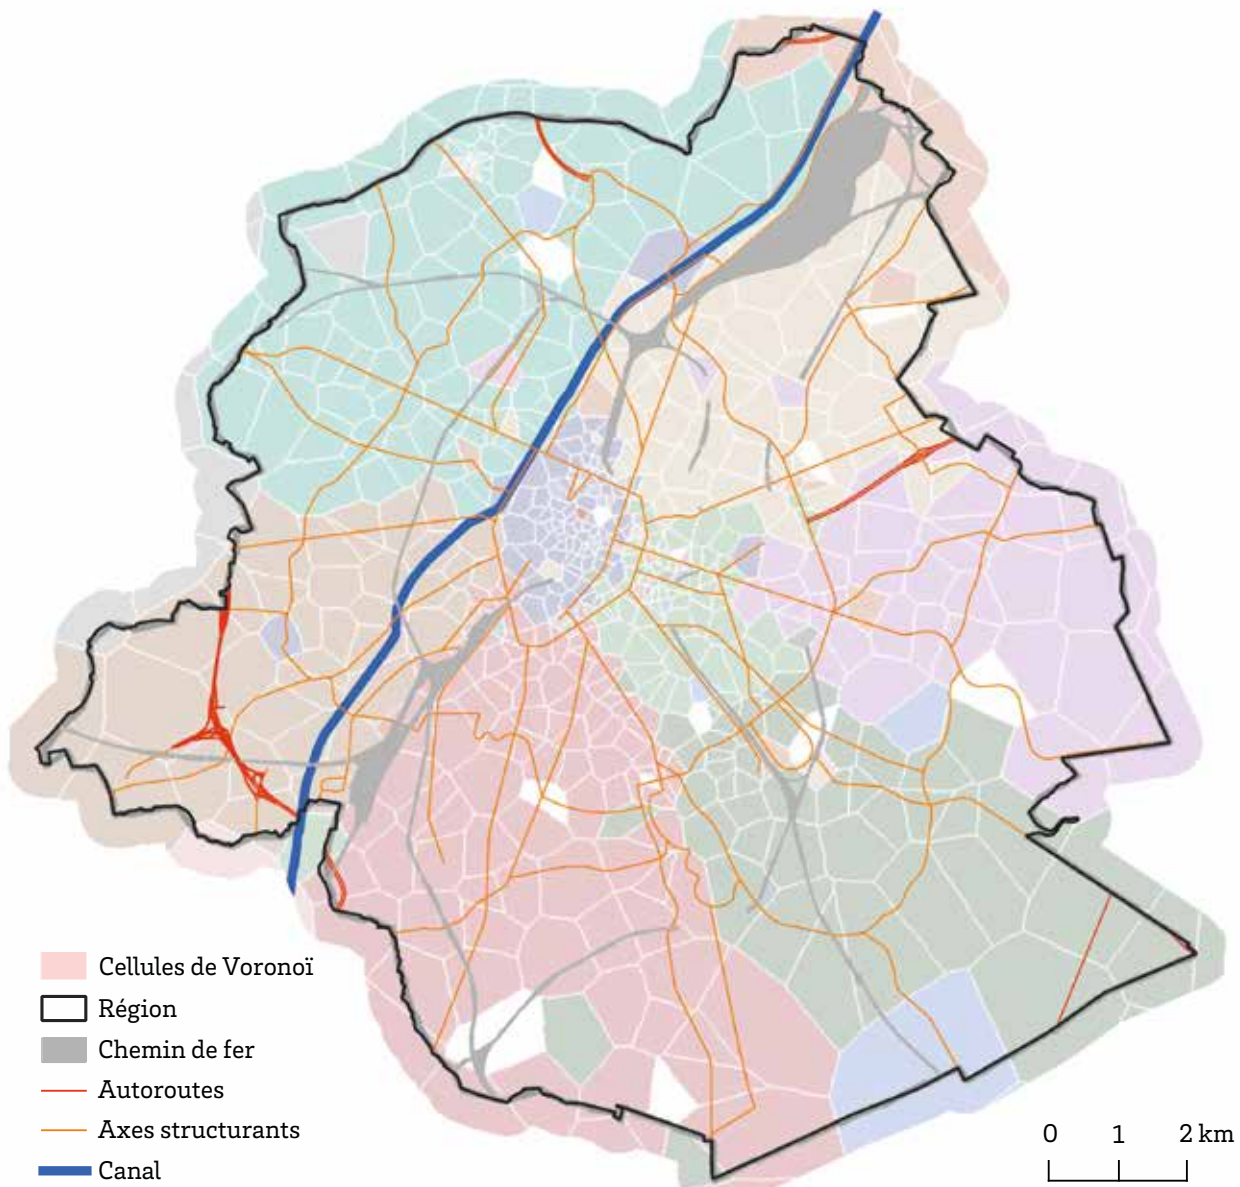 Cellules de Voronoï
Région
Chemin de fer
Autoroutes
Axes structurants
Canal
0 1 2 km